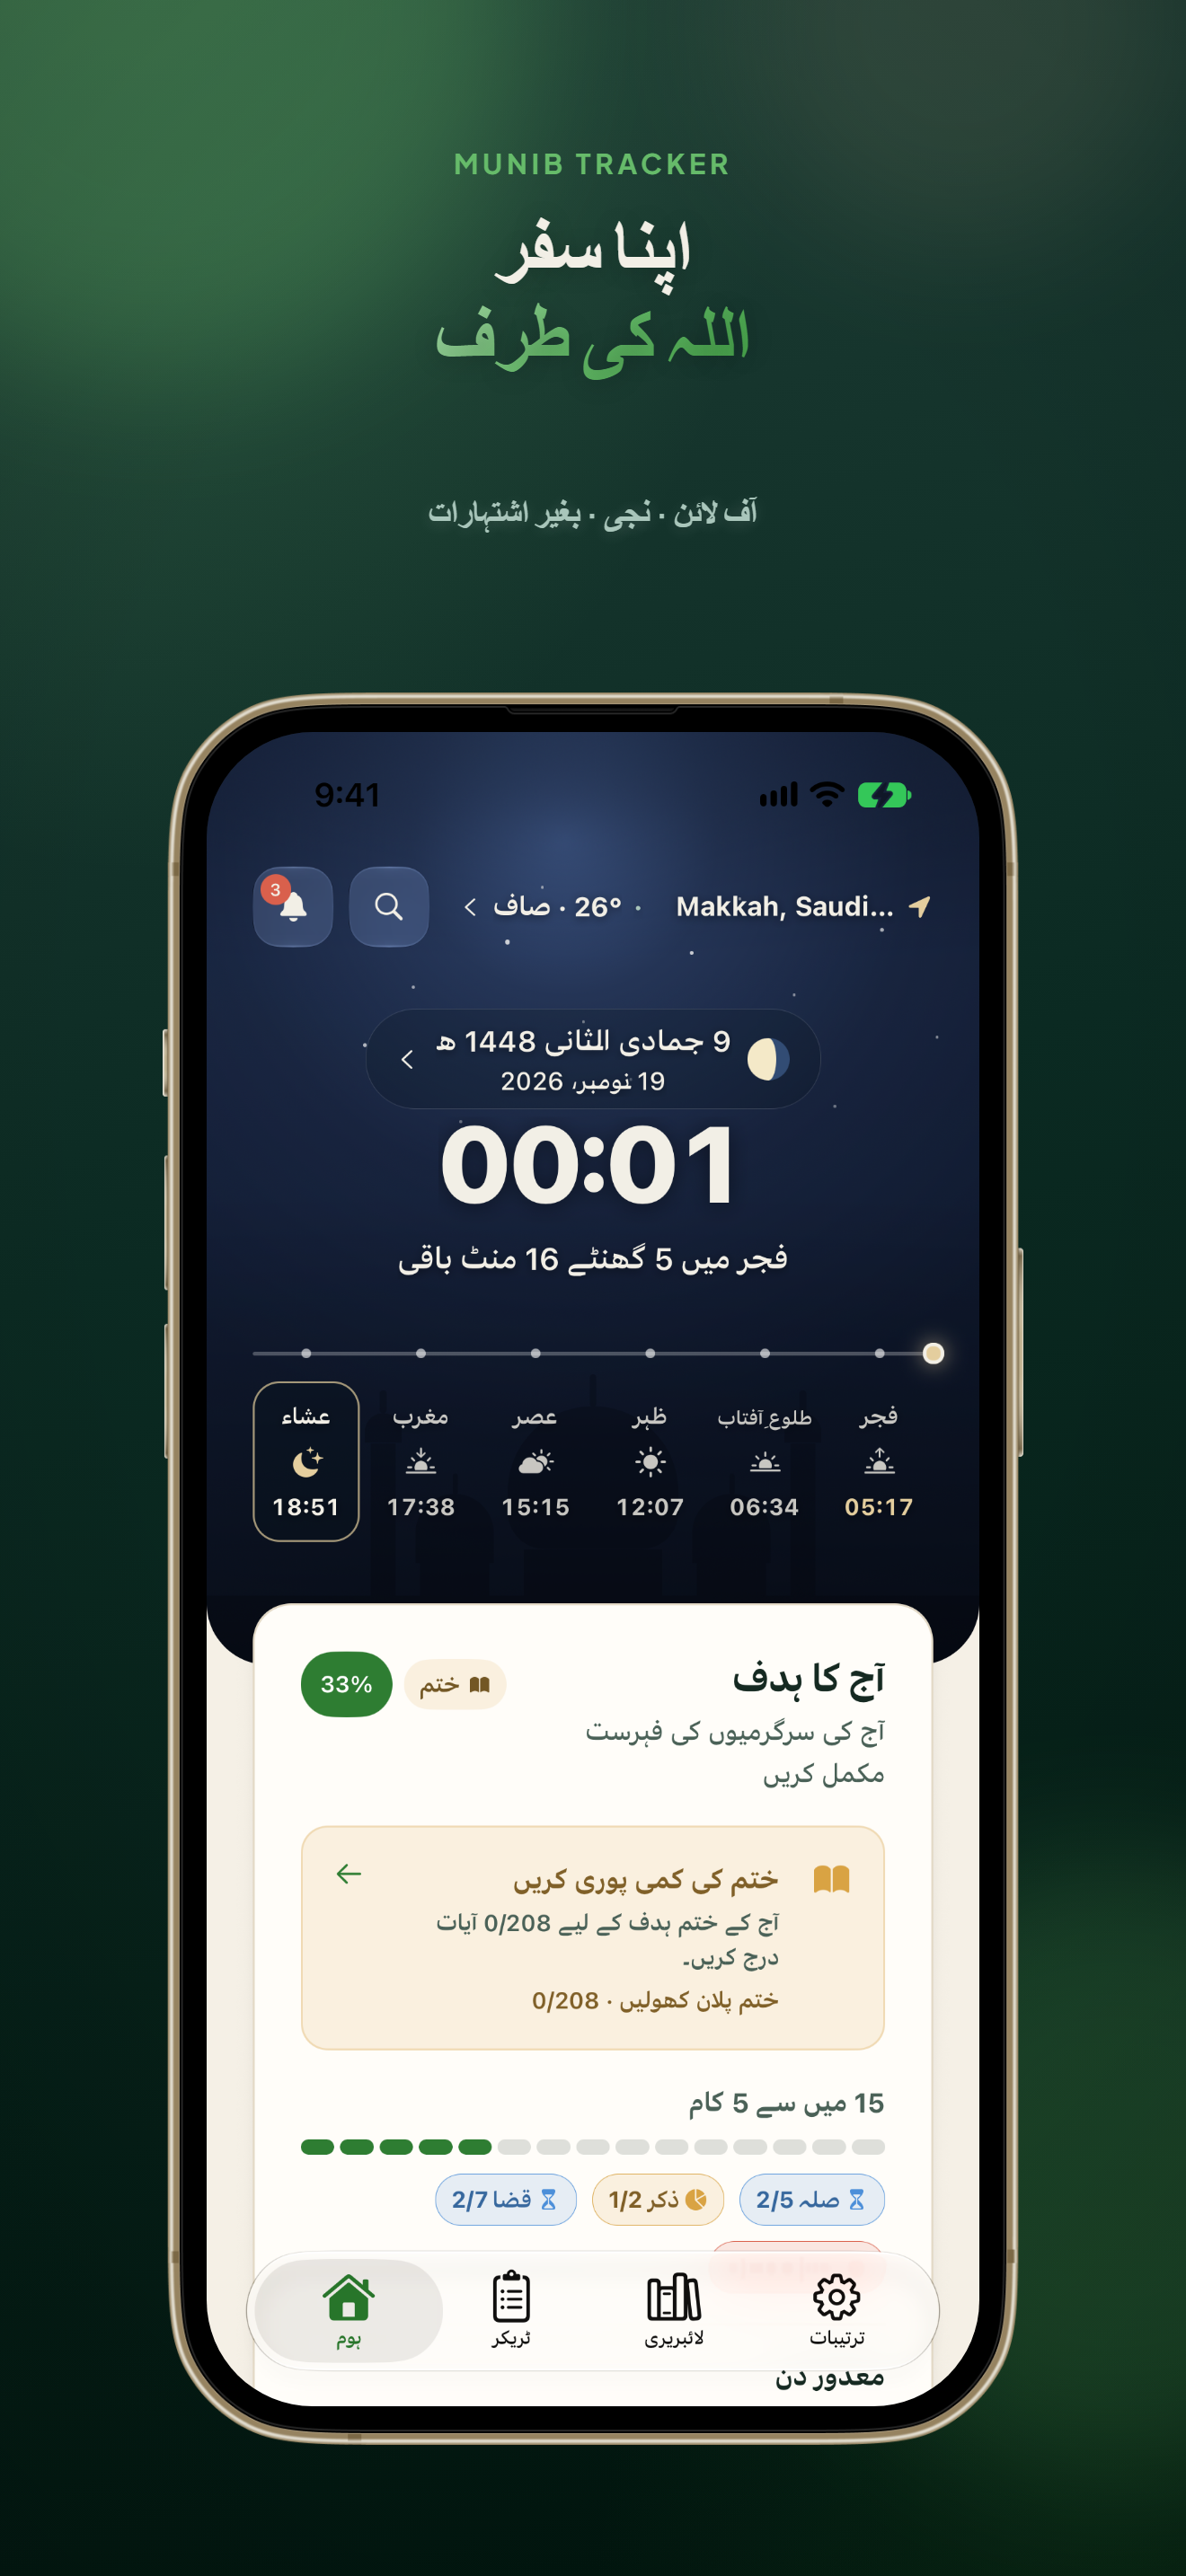 MUNIB TRACKER
اپنا سفر
اللہ کی طرف
آف لائن · نجی · بغیر اشتہارات
9:41
Makkah, Saudi... · 26° · صاف
3
9 جمادی الثانی 1448 ھ
19 نومبر، 2026
00:01
فجر میں 5 گھنٹے 16 منٹ باقی
فجر طلوعِ آفتاب ظہر عصر مغرب عشاء
05:17 06:34 12:07 15:15 17:38 18:51
آج کا ہدف
ختم 33%
آج کی سرگرمیوں کی فہرست
مکمل کریں
ختم کی کمی پوری کریں
آج کے ختم ہدف کے لیے 0/208 آیات
درج کریں۔
ختم پلان کھولیں · 0/208
15 میں سے 5 کام
صلہ 2/5 ذکر 1/2 قضا 2/7
ترتیبات لائبریری ٹریکر ہوم
معذور دن